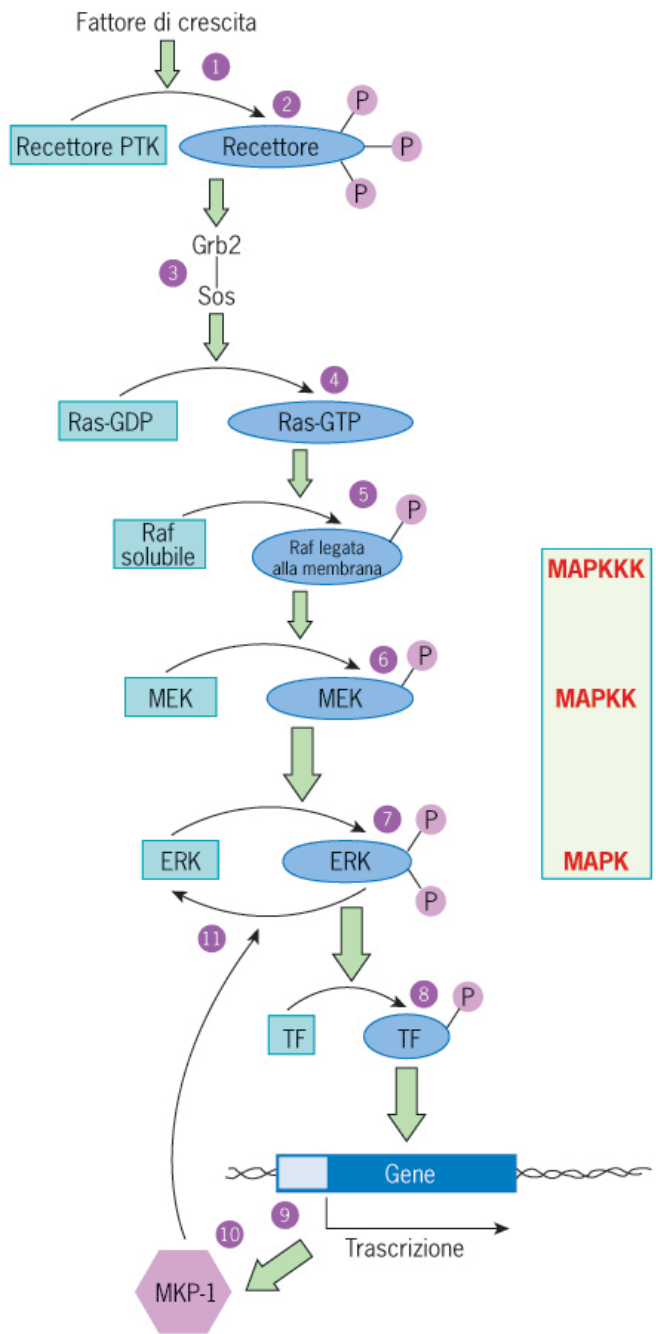 Fattore di crescita
1
2
P
P
P
Recettore PTK
Recettore
Grb2
3
Sos
4
Ras-GDP
Ras-GTP
5
P
Raf
solubile
Raf legata
alla membrana
MAPKKK
6
P
MEK
MEK
MAPKK
7
P
ERK
ERK
P
MAPK
11
8
P
TF
TF
Gene
9
10
Trascrizione
MKP-1